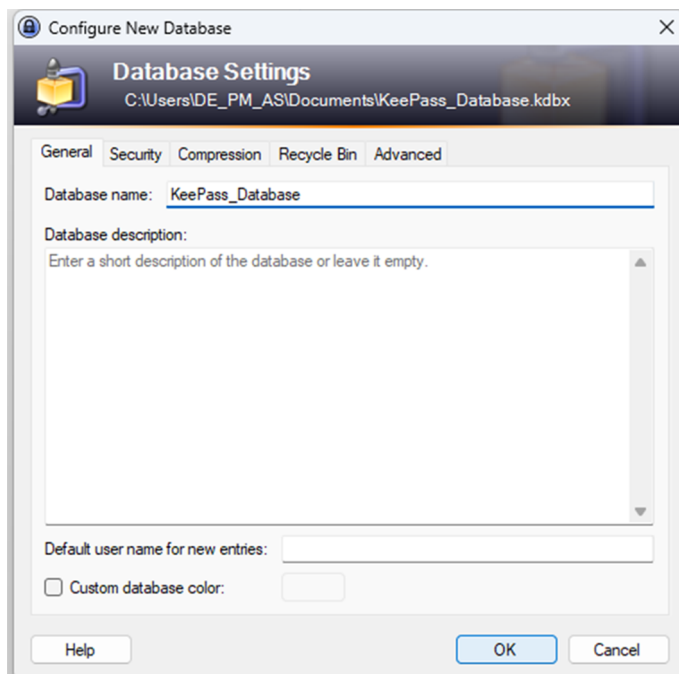 Configure New Database
Database Settings
C:\Users\DE_PM_AS\Documents\KeePass_Database.kdbx
General Security Compression Recycle Bin Advanced
Database name: KeePass_Database
Database description:
Enter a short description of the database or leave it empty.
Default user name for new entries:
Custom database color:
Help OK Cancel